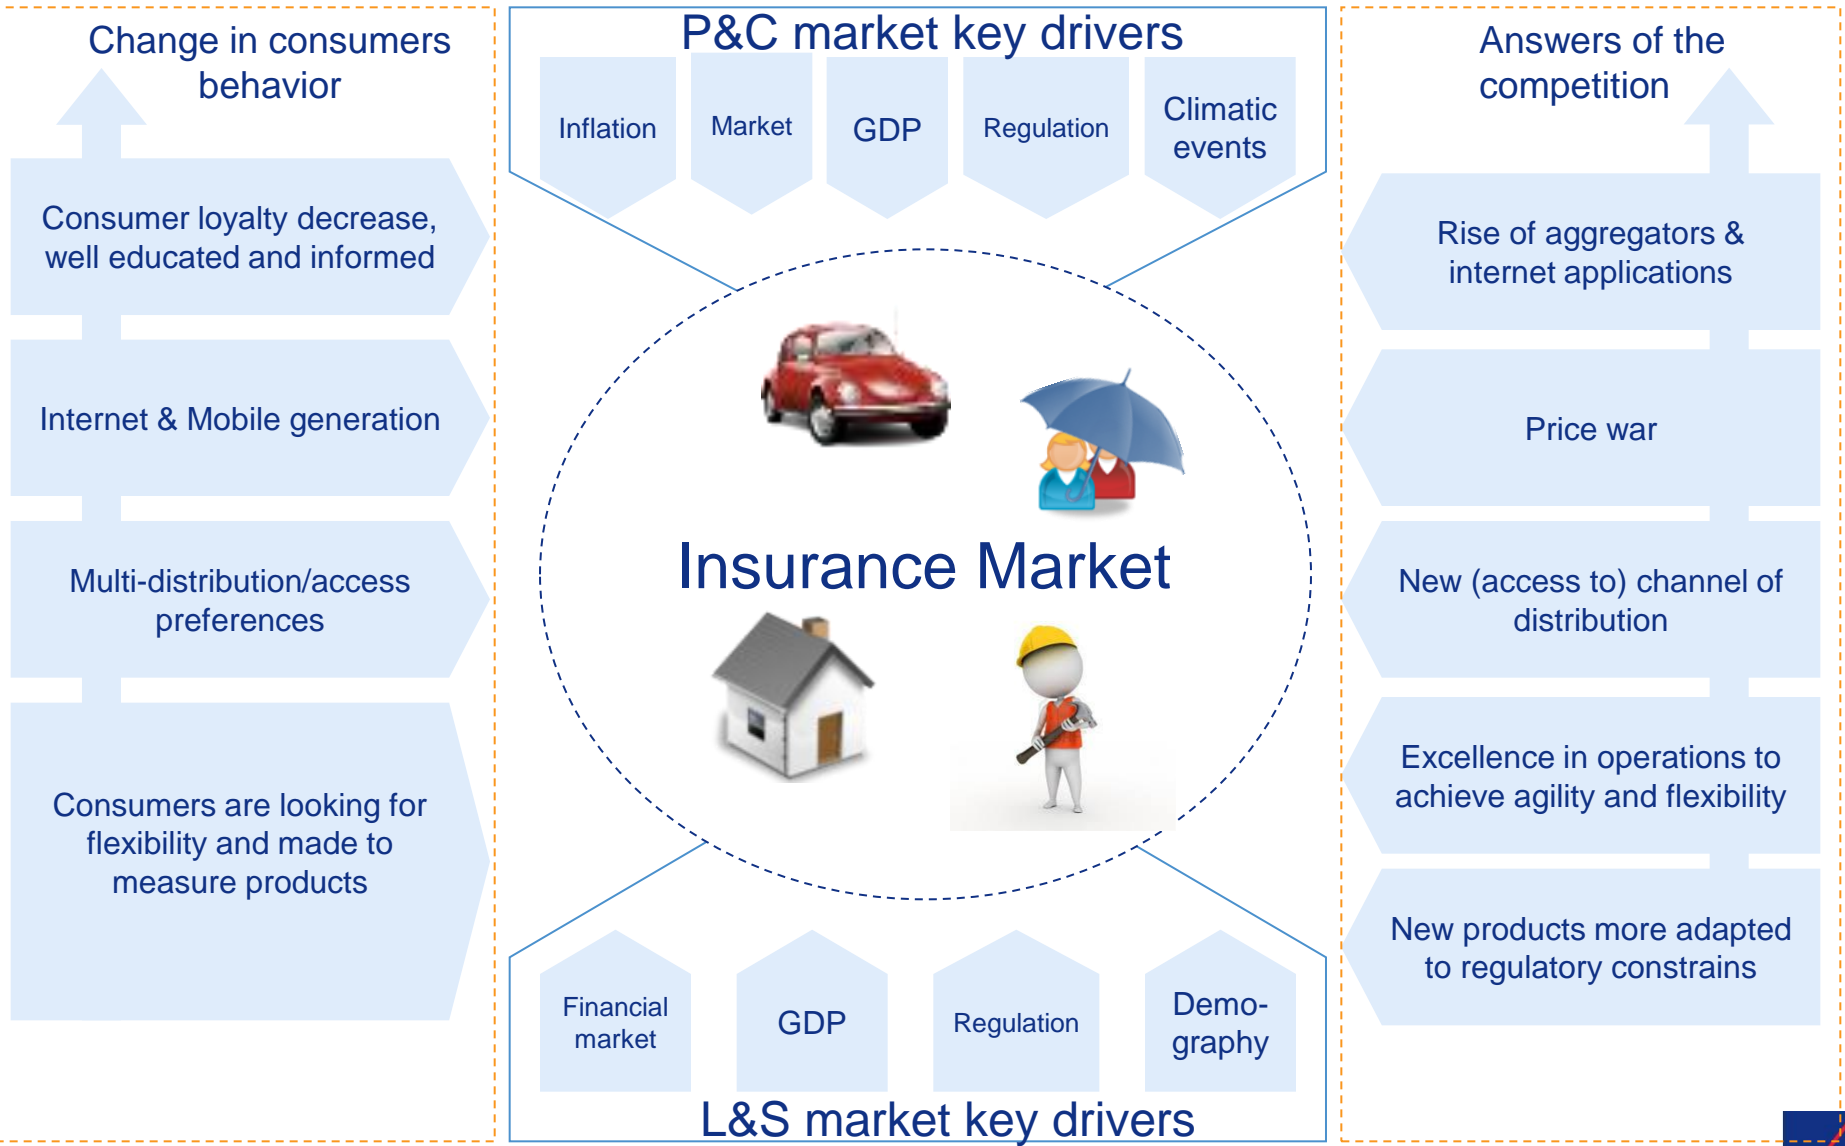 Change in consumers
behavior
Consumer loyalty decrease,
well educated and informed
Internet & Mobile generation
Multi-distribution/access
preferences
Consumers are looking for
flexibility and made to
measure products
P&C market key drivers
Inflation
Market
GDP
Regulation
Climatic
events
Insurance Market
Financial
market
GDP
Regulation
Demo-
graphy
L&S market key drivers
Answers of the
competition
Rise of aggregators &
internet applications
Price war
New (access to) channel of
distribution
Excellence in operations to
achieve agility and flexibility
New products more adapted
to regulatory constrains